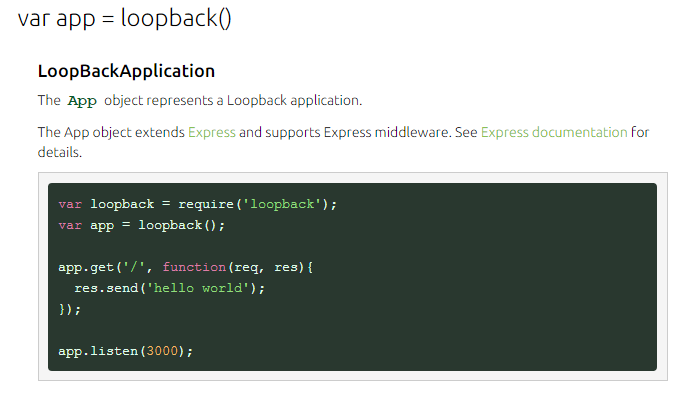 var app = loopback()
LoopBackApplication
The App object represents a Loopback application.
The App object extends Express and supports Express middleware. See Express documentation for
details.
var loopback = require('loopback');
var app = loopback();
app.get('/', function(req, res){
  res.send('hello world');
});
app.listen(3000);